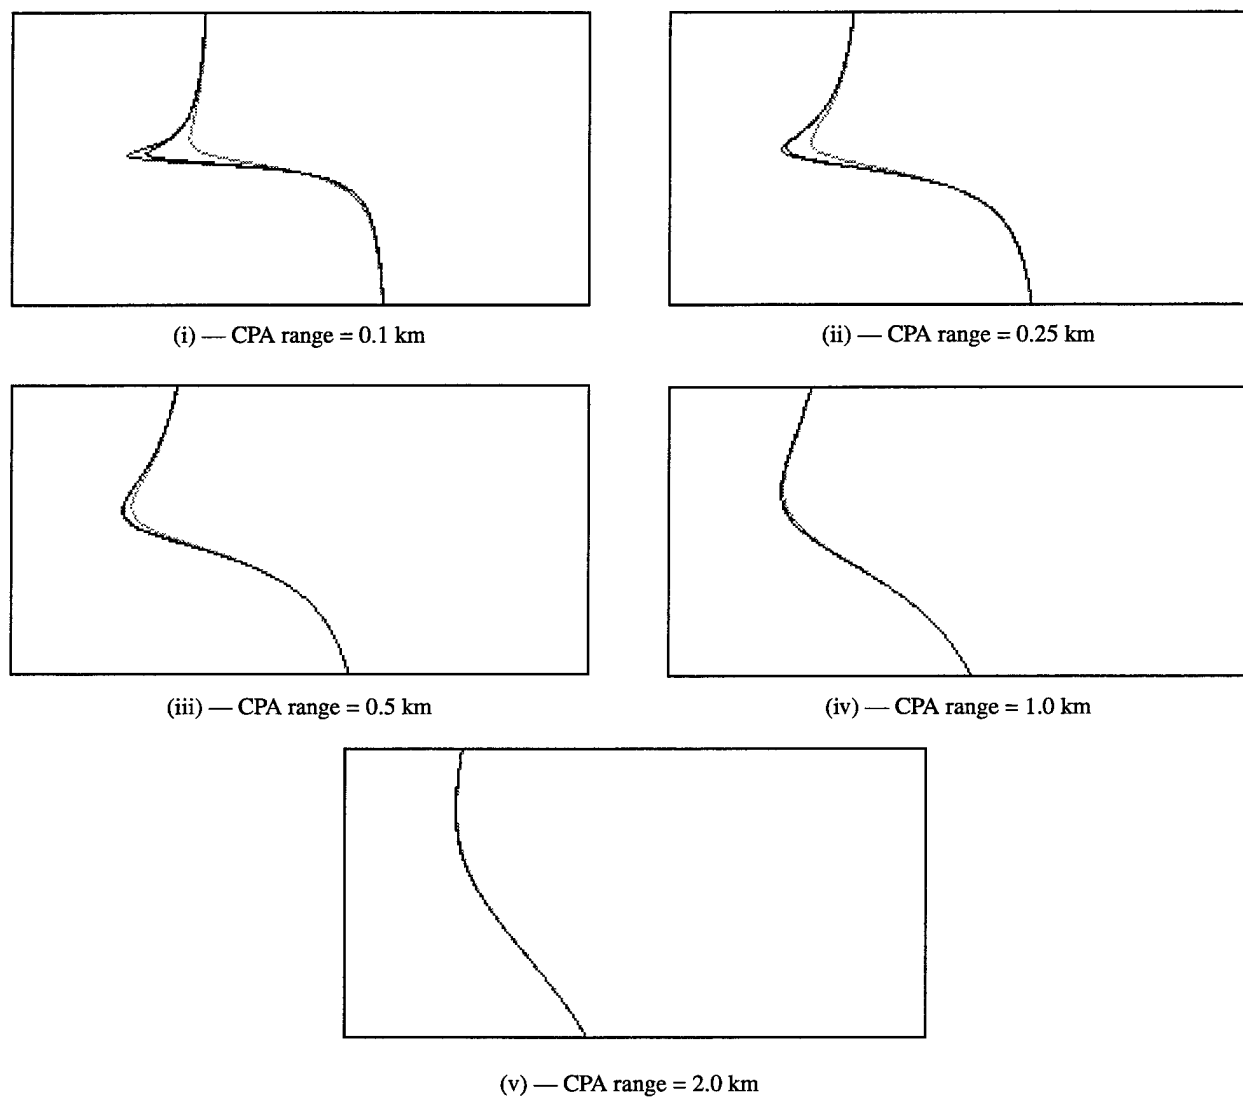 (i) — CPA range = 0.1 km
(ii) — CPA range = 0.25 km
(iii) — CPA range = 0.5 km
(iv) — CPA range = 1.0 km
(v) — CPA range = 2.0 km